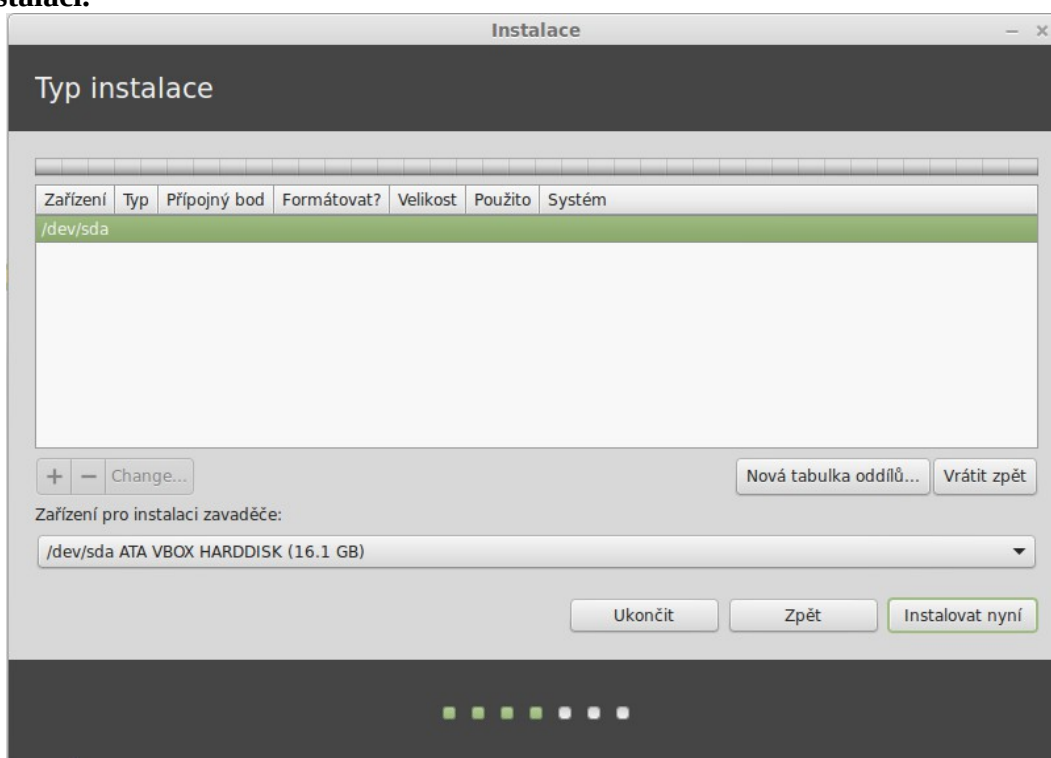 stalaci.
Instalace
Typ instalace
Zařízení Typ Přípojný bod Formátovat? Velikost Použito Systém
/dev/sda
+ − Change... Nová tabulka oddílů... Vrátit zpět
Zařízení pro instalaci zavaděče:
/dev/sda ATA VBOX HARDDISK (16.1 GB)
Ukončit Zpět Instalovat nyní